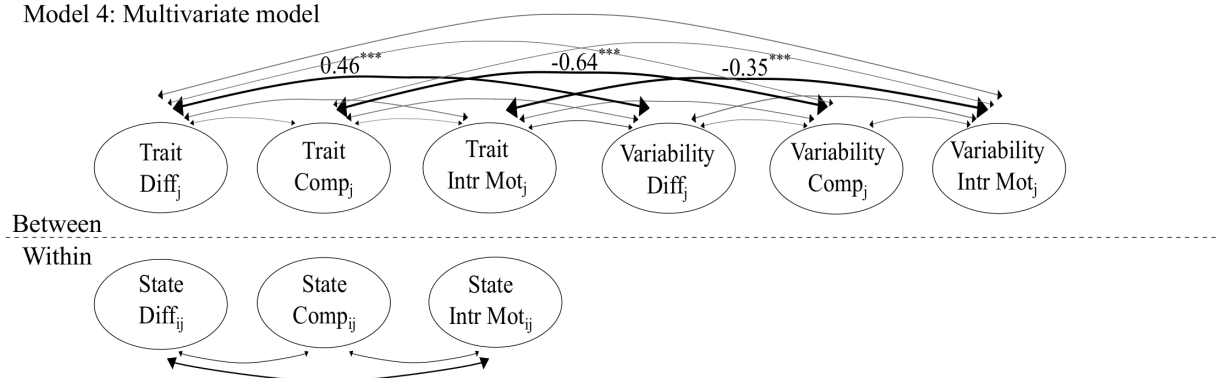 Model 4: Multivariate model
0.46*** -0.64*** -0.35***
Trait Trait Trait Variability Variability Variability
Diffj Compj Intr Motj Diffj Compj Intr Motj
Between
Within
State State State
Diffij Compij Intr Motij